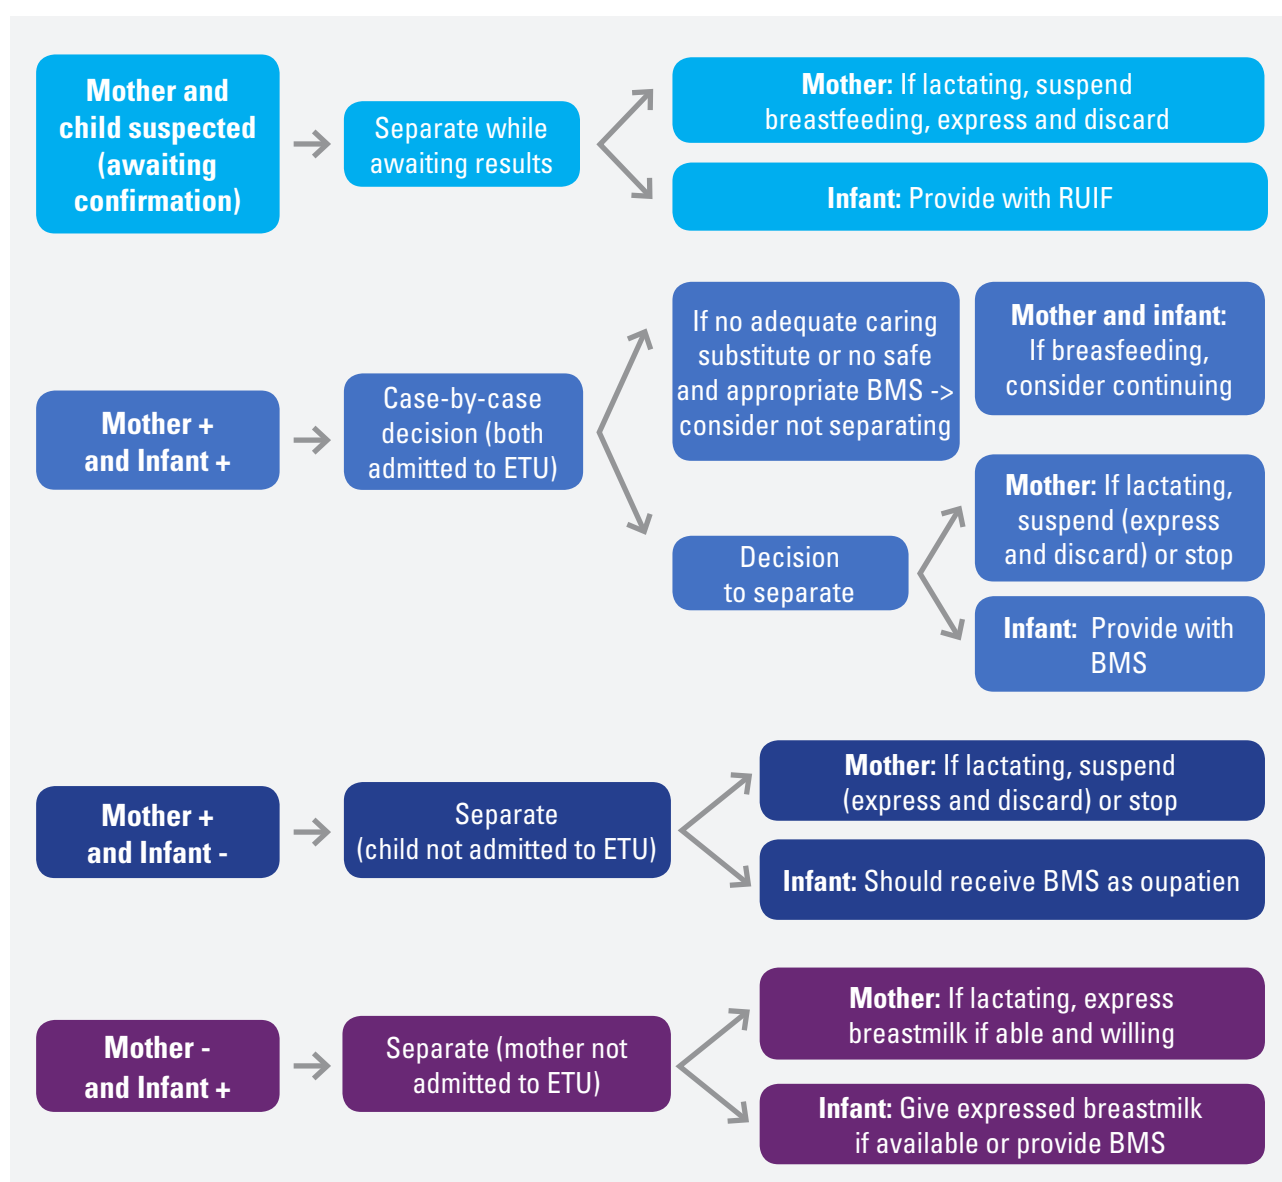 Mother and
child suspected
(awaiting
confirmation)
Separate while
awaiting results
Mother: If lactating, suspend
breastfeeding, express and discard
Infant: Provide with RUIF
Mother +
and Infant +
Case-by-case
decision (both
admitted to ETU)
If no adequate caring
substitute or no safe
and appropriate BMS ->
consider not separating
Mother and infant:
If breasfeeding,
consider continuing
Decision
to separate
Mother: If lactating,
suspend (express
and discard) or stop
Infant: Provide with
BMS
Mother +
and Infant -
Separate
(child not admitted to ETU)
Mother: If lactating, suspend
(express and discard) or stop
Infant: Should receive BMS as oupatien
Mother -
and Infant +
Separate (mother not
admitted to ETU)
Mother: If lactating, express
breastmilk if able and willing
Infant: Give expressed breastmilk
if available or provide BMS